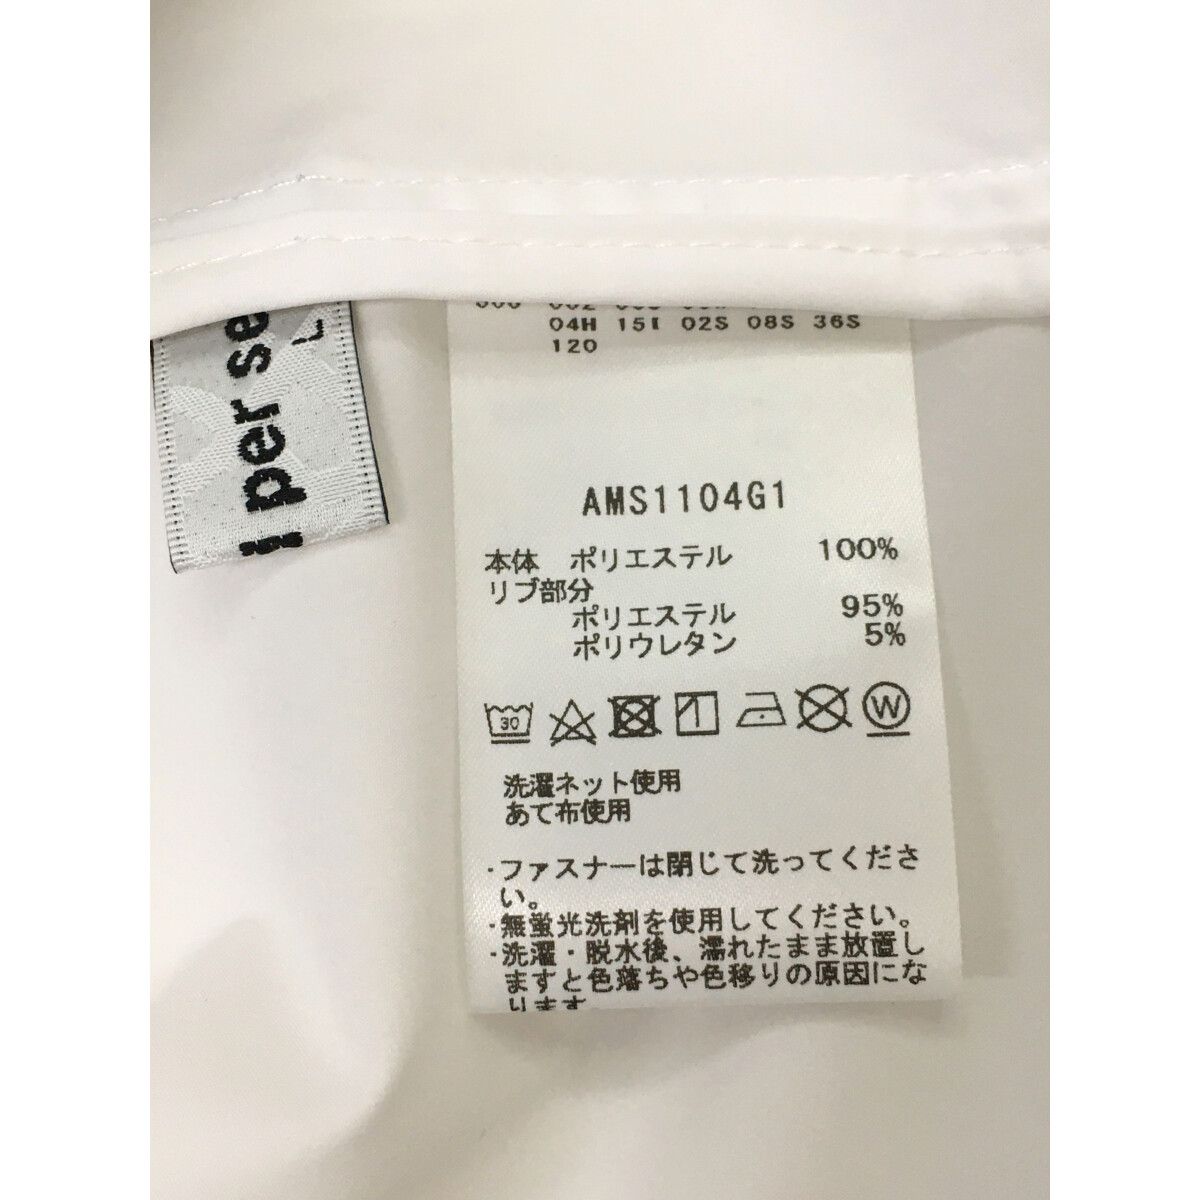 per se
L
04H 15I 02S 08S 36S
120
AMS1104G1
本体 ポリエステル 100%
リブ部分
ポリエステル 95%
ポリウレタン 5%
30
W
洗濯ネット使用
あて布使用
・ファスナーは閉じて洗ってくださ
い。
・無蛍光洗剤を使用してください。
・洗濯・脱水後、濡れたまま放置し
ますと色落ちや色移りの原因にな
ります